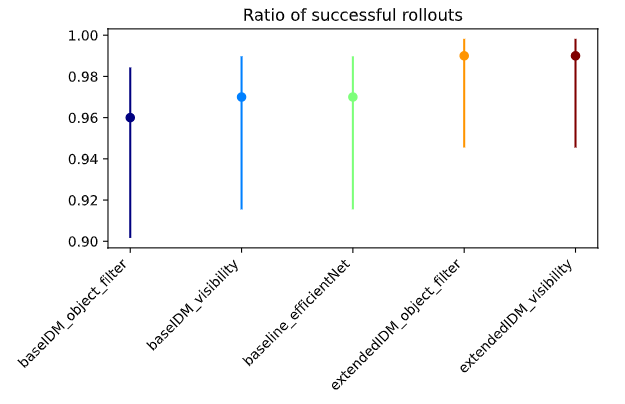 Ratio of successful rollouts
1.00
0.98
0.96
0.94
0.92
0.90
baseIDM_object_filter
baseIDM_visibility
baseline_efficientNet
extendedIDM_object_filter
extendedIDM_visibility